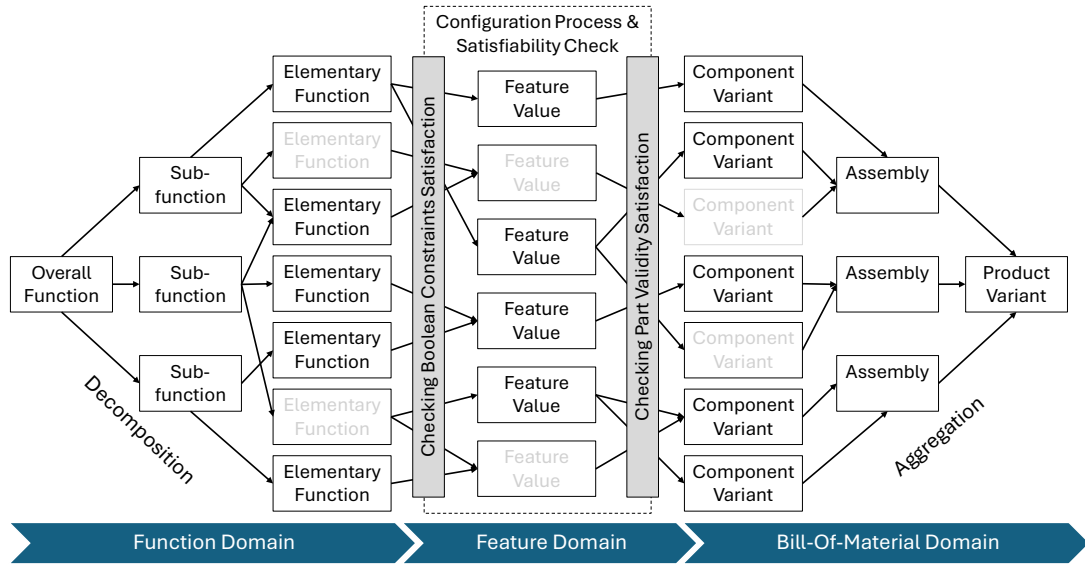 Configuration Process &
Satisfiability Check
Overall
Function
Sub-
function
Sub-
function
Sub-
function
Decomposition
Elementary
Function
Elementary
Function
Elementary
Function
Elementary
Function
Elementary
Function
Elementary
Function
Elementary
Function
Checking Boolean Constraints Satisfaction
Feature
Value
Feature
Value
Feature
Value
Feature
Value
Feature
Value
Feature
Value
Checking Part Validity Satisfaction
Component
Variant
Component
Variant
Component
Variant
Component
Variant
Component
Variant
Component
Variant
Component
Variant
Assembly
Assembly
Assembly
Aggregation
Product
Variant
Function Domain
Feature Domain
Bill-Of-Material Domain